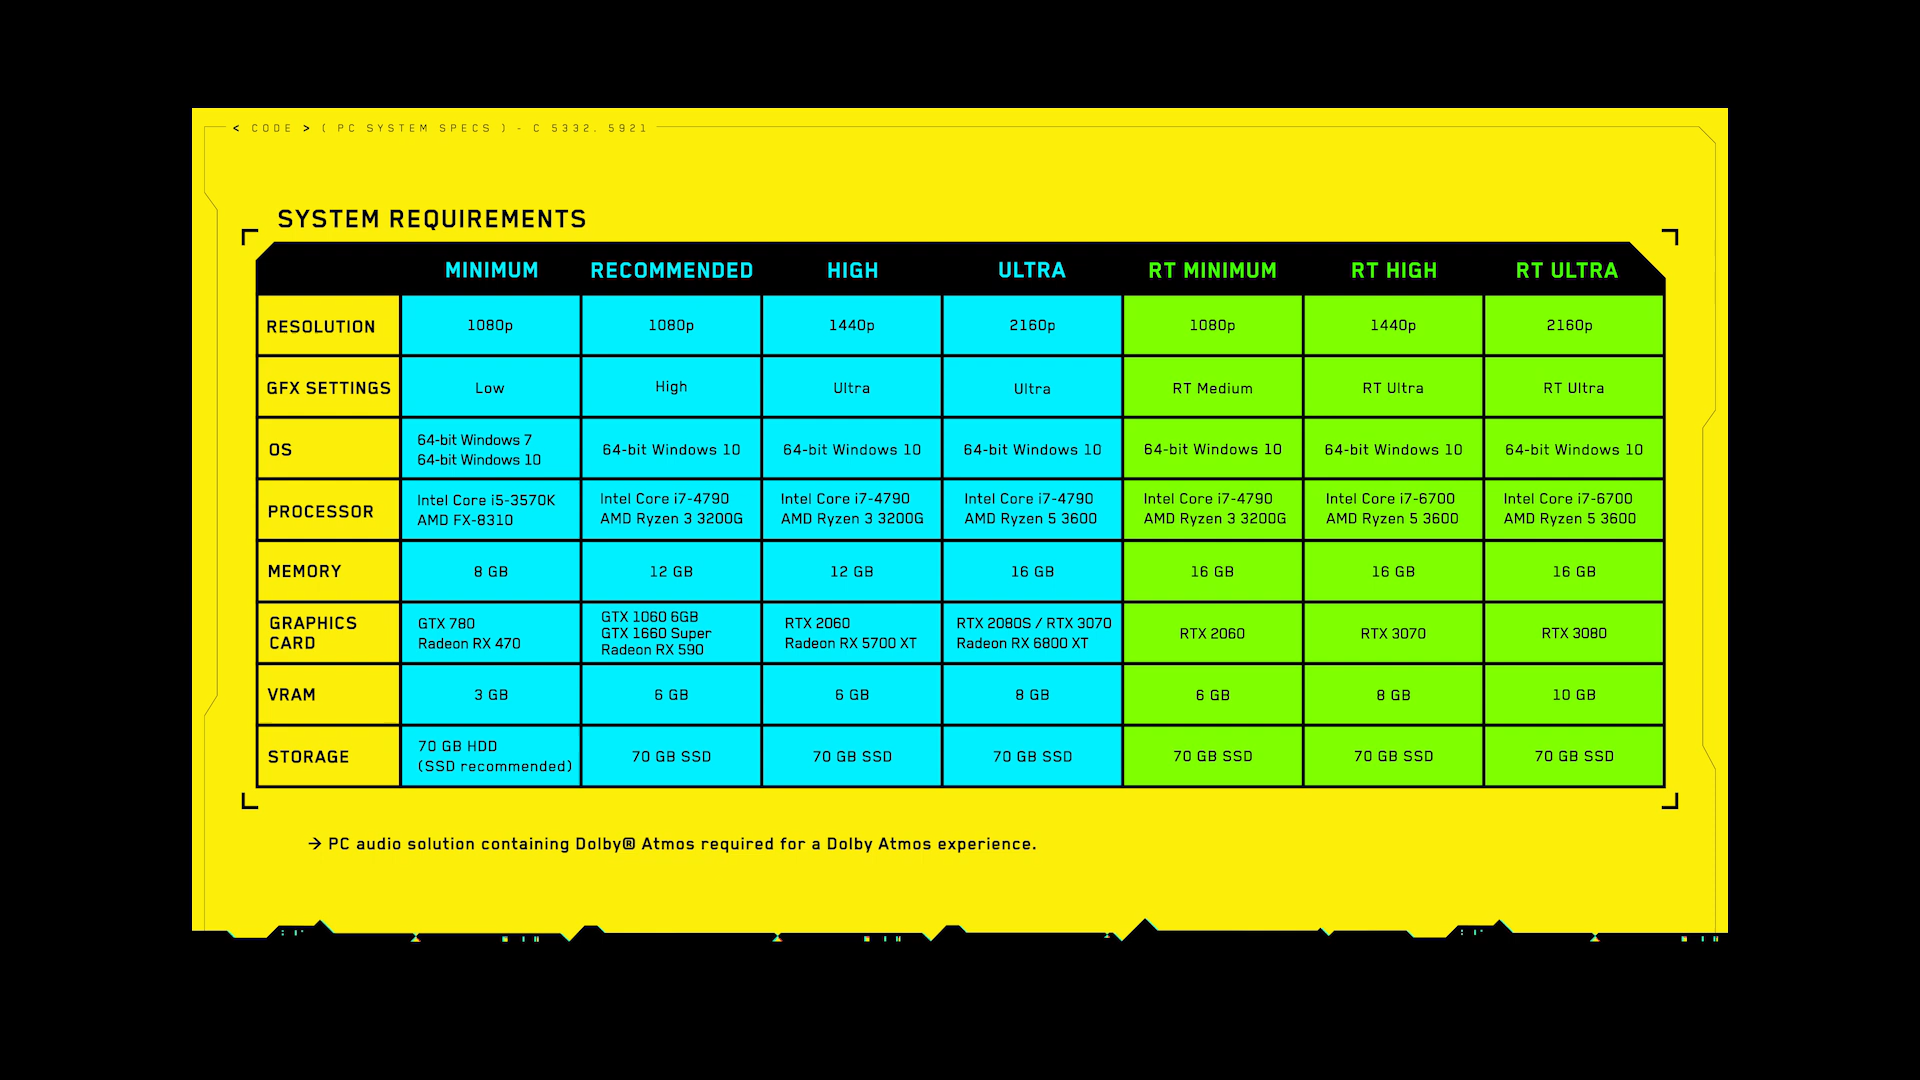 < CODE > ( PC SYSTEM SPECS ) - C 5332. 5921
SYSTEM REQUIREMENTS
MINIMUM RECOMMENDED HIGH ULTRA RT MINIMUM RT HIGH RT ULTRA
RESOLUTION 1080p 1080p 1440p 2160p 1080p 1440p 2160p
GFX SETTINGS Low High Ultra Ultra RT Medium RT Ultra RT Ultra
OS 64-bit Windows 7
64-bit Windows 10 64-bit Windows 10 64-bit Windows 10 64-bit Windows 10 64-bit Windows 10 64-bit Windows 10 64-bit Windows 10
PROCESSOR Intel Core i5-3570K Intel Core i7-4790 Intel Core i7-4790 Intel Core i7-4790 Intel Core i7-4790 Intel Core i7-6700 Intel Core i7-6700
AMD FX-8310 AMD Ryzen 3 3200G AMD Ryzen 3 3200G AMD Ryzen 5 3600 AMD Ryzen 3 3200G AMD Ryzen 5 3600 AMD Ryzen 5 3600
MEMORY 8 GB 12 GB 12 GB 16 GB 16 GB 16 GB 16 GB
GRAPHICS CARD
GTX 780
Radeon RX 470
GTX 1060 6GB
GTX 1660 Super
Radeon RX 590
RTX 2060
Radeon RX 5700 XT
RTX 2080S / RTX 3070
Radeon RX 6800 XT
RTX 2060
RTX 3070
RTX 3080
VRAM 3 GB 6 GB 6 GB 8 GB 6 GB 8 GB 10 GB
STORAGE 70 GB HDD
(SSD recommended) 70 GB SSD 70 GB SSD 70 GB SSD 70 GB SSD 70 GB SSD 70 GB SSD
→ PC audio solution containing Dolby® Atmos required for a Dolby Atmos experience.